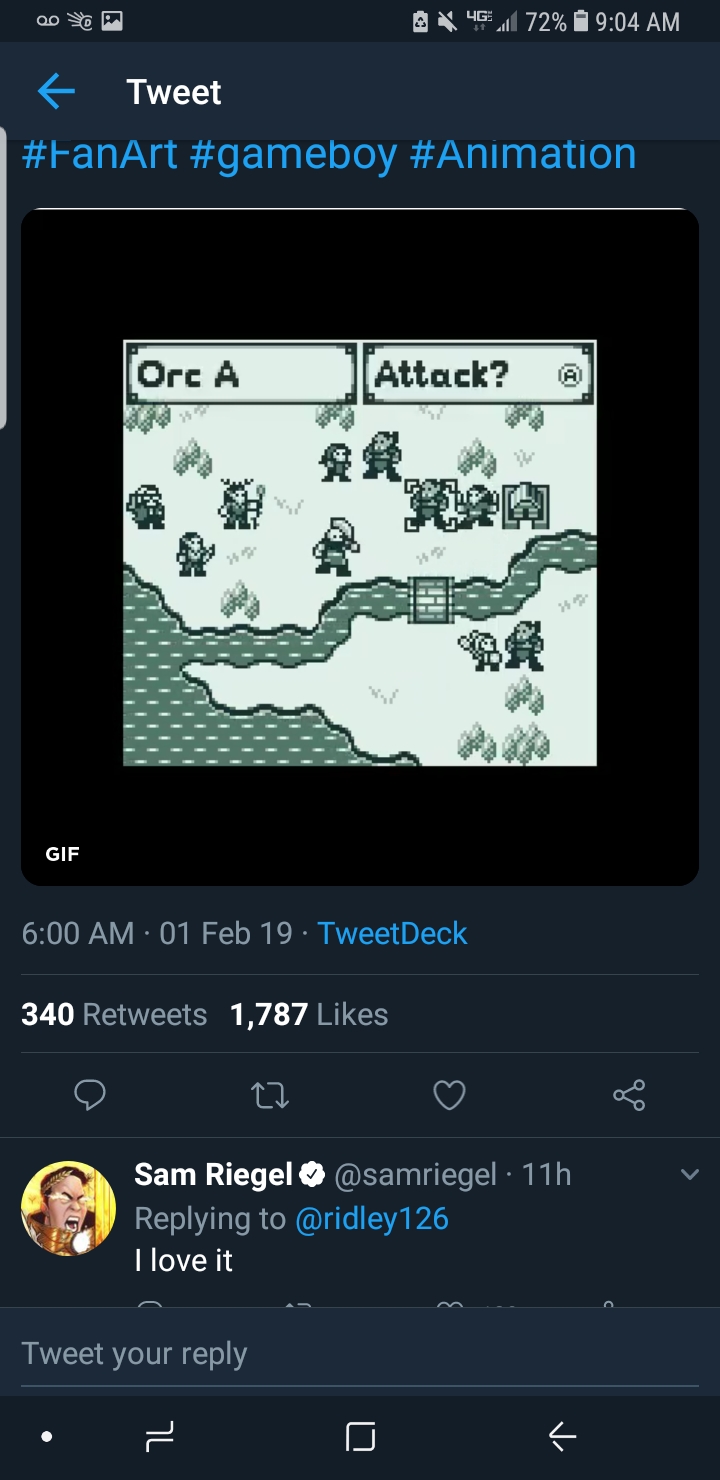 4G 72% 9:04 AM
Tweet
#FanArt #gameboy #Animation
Orc A
Attack? A
GIF
6:00 AM · 01 Feb 19 · TweetDeck
340 Retweets 1,787 Likes
Sam Riegel @samriegel · 11h
Replying to @ridley126
I love it
Tweet your reply